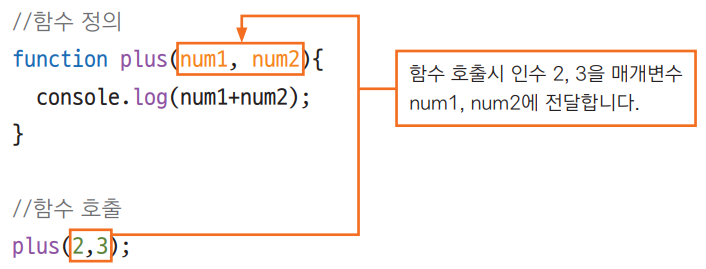 //함수 정의
function plus(num1, num2){
console.log(num1+num2);
}
함수 호출시 인수 2, 3을 매개변수
num1, num2에 전달합니다.
//함수 호출
plus(2,3);